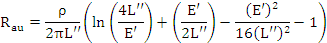 R_au = ρ/(2πL'') (ln(4L''/E') + (E'/(2L'')) − (E')²/(16(L'')²) − 1)